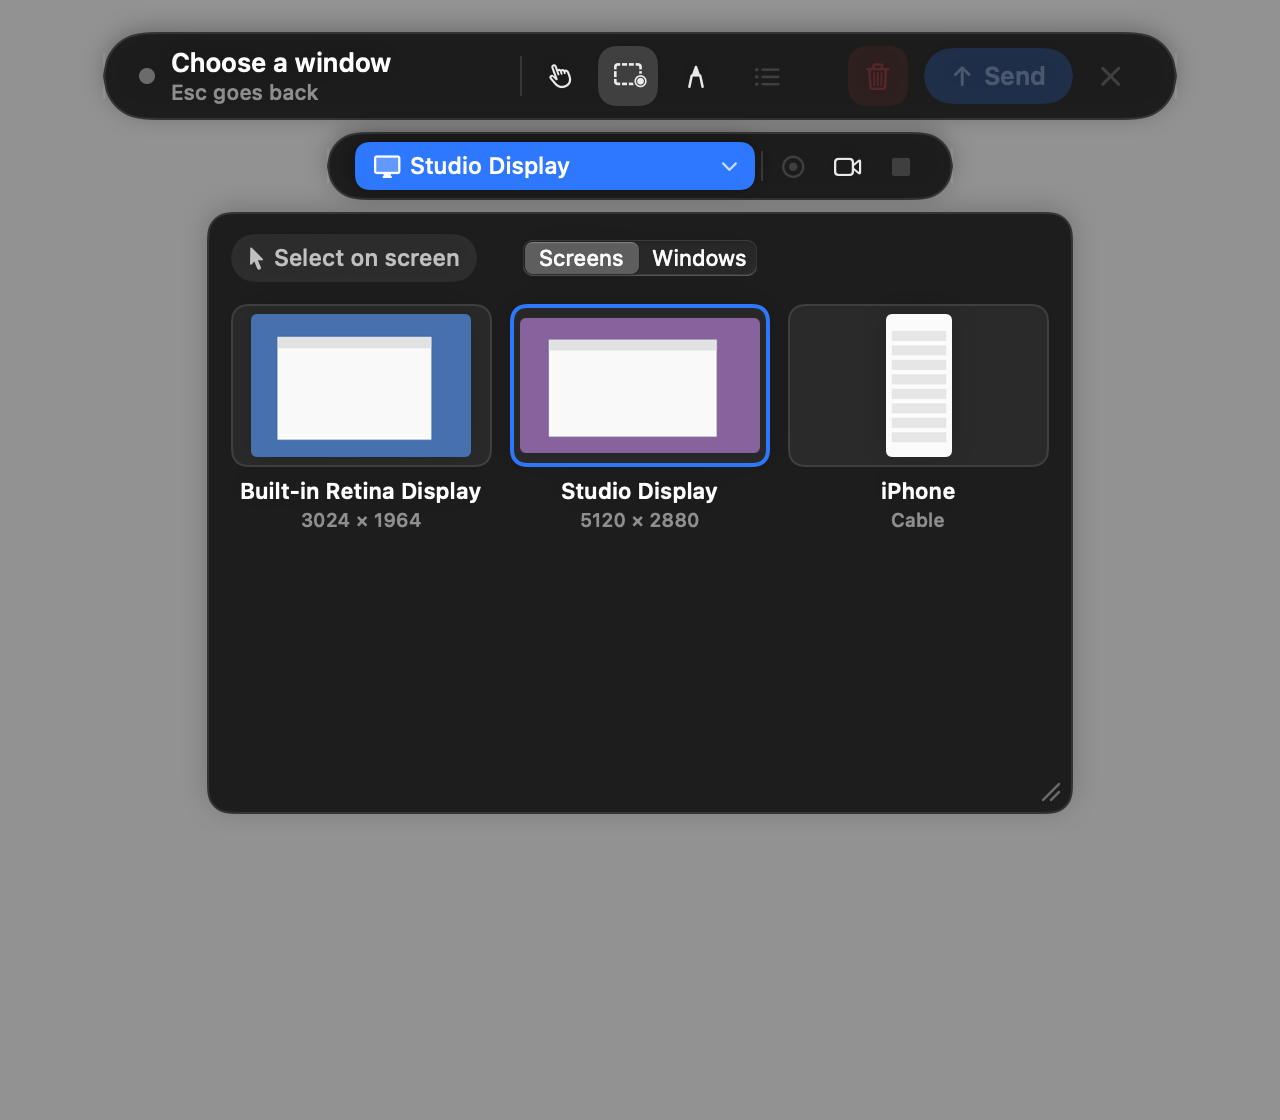 Choose a window
Esc goes back
Send
Studio Display
Select on screen
Screens
Windows
Built-in Retina Display
3024 × 1964
Studio Display
5120 × 2880
iPhone
Cable